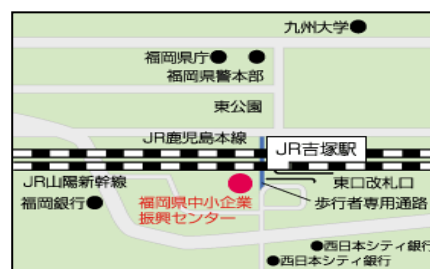 九州大学
福岡県庁
福岡県警本部
東公園
JR鹿児島本線
JR吉塚駅
JR山陽新幹線
東口改札口
福岡銀行
福岡県中小企業
振興センター
歩行者専用通路
西日本シティ銀行
西日本シティ銀行